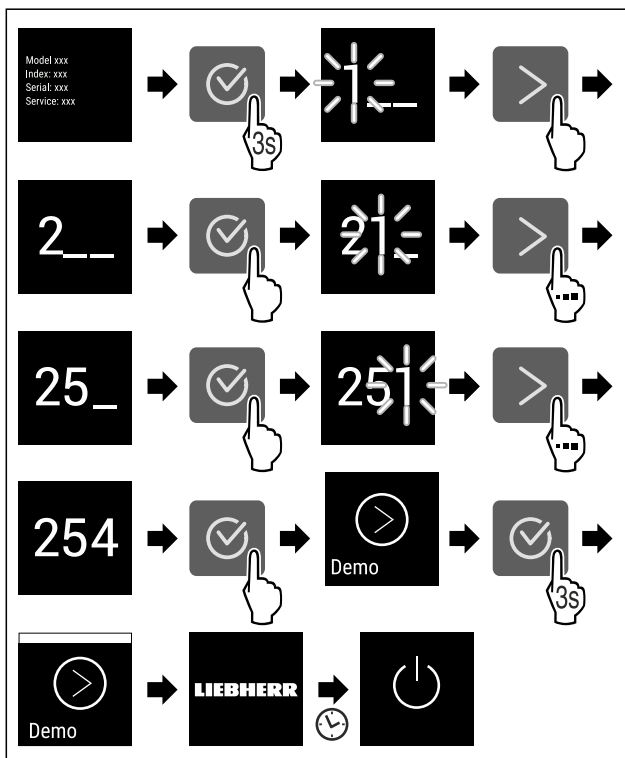 Model xxx
Index: xxx
Serial: xxx
Service: xxx
3s
1__
2__
21_
25_
251
254
Demo
3s
Demo
LIEBHERR